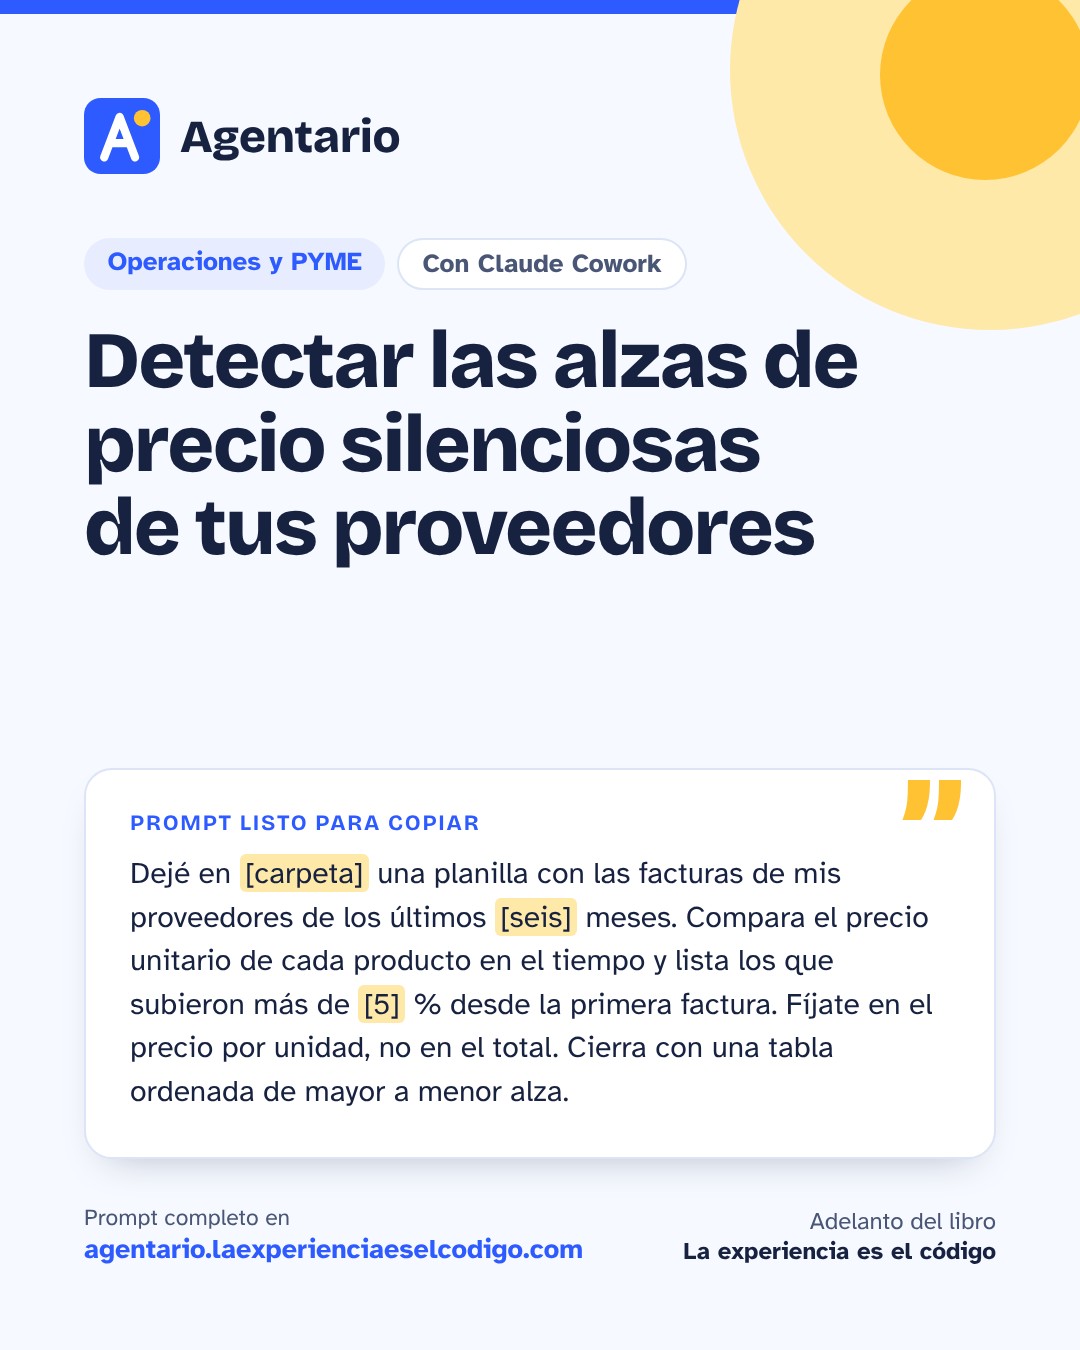 Agentario
Operaciones y PYME
Con Claude Cowork
Detectar las alzas de
precio silenciosas
de tus proveedores
PROMPT LISTO PARA COPIAR
Dejé en [carpeta] una planilla con las facturas de mis
proveedores de los últimos [seis] meses. Compara el precio
unitario de cada producto en el tiempo y lista los que
subieron más de [5] % desde la primera factura. Fíjate en el
precio por unidad, no en el total. Cierra con una tabla
ordenada de mayor a menor alza.
Prompt completo en
agentario.laexperienciaeselcodigo.com
Adelanto del libro
La experiencia es el código